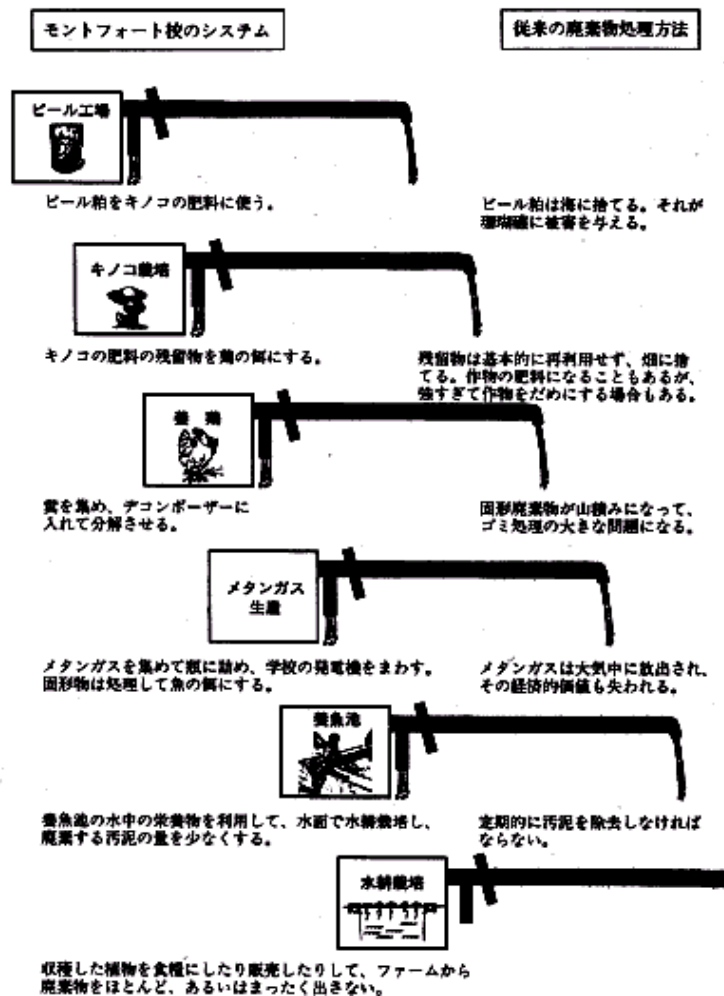 モントフォート校のシステム
従来の廃棄物処理方法
ビール工場
ビール粕をキノコの肥料に使う。
ビール粕は海に捨てる。それが
珊瑚礁に被害を与える。
キノコ栽培
キノコの肥料の残留物を鶏の餌にする。
残留物は基本的に再利用せず、畑に捨
てる。作物の肥料になることもあるが、
強すぎて作物をだめにする場合もある。
養 鶏
糞を集め、デコンポーザーに
入れて分解させる。
固形廃棄物が山積みになって、
ゴミ処理の大きな問題になる。
メタンガス
生産
メタンガスを集めて瓶に詰め、学校の発電機をまわす。
固形物は処理して魚の餌にする。
メタンガスは大気中に放出され、
その経済的価値も失われる。
養魚池
養魚池の水中の栄養物を利用して、水面で水耕栽培し、
廃棄する汚泥の量を少なくする。
定期的に汚泥を除去しなければ
ならない。
水耕栽培
収穫した植物を食糧にしたり販売したりして、ファームから
廃棄物をほとんど、あるいはまったく出さない。